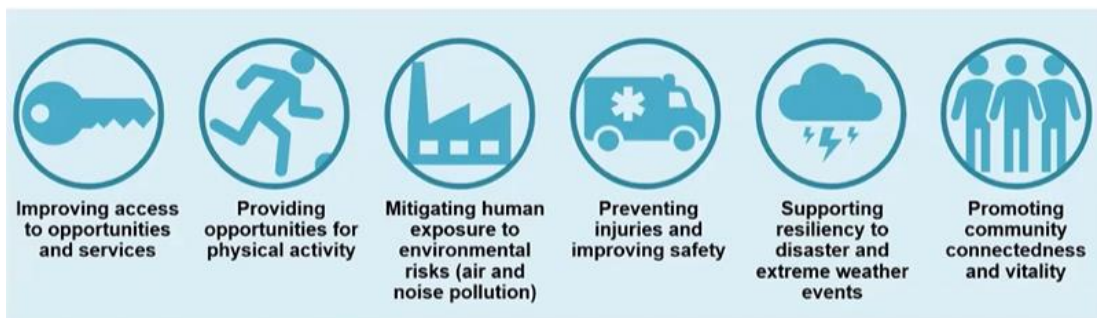 Improving access
to opportunities
and services
Providing
opportunities for
physical activity
Mitigating human
exposure to
environmental
risks (air and
noise pollution)
Preventing
injuries and
improving safety
Supporting
resiliency to
disaster and
extreme weather
events
Promoting
community
connectedness
and vitality